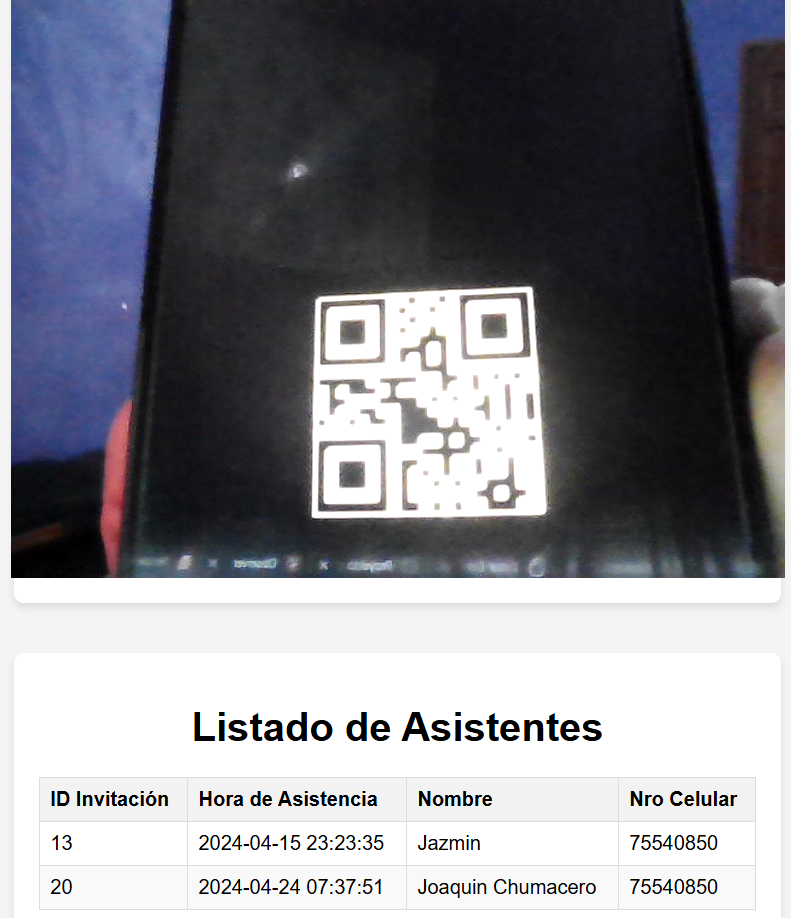 Listado de Asistentes
ID Invitación Hora de Asistencia Nombre Nro Celular
13 2024-04-15 23:23:35 Jazmin 75540850
20 2024-04-24 07:37:51 Joaquin Chumacero 75540850